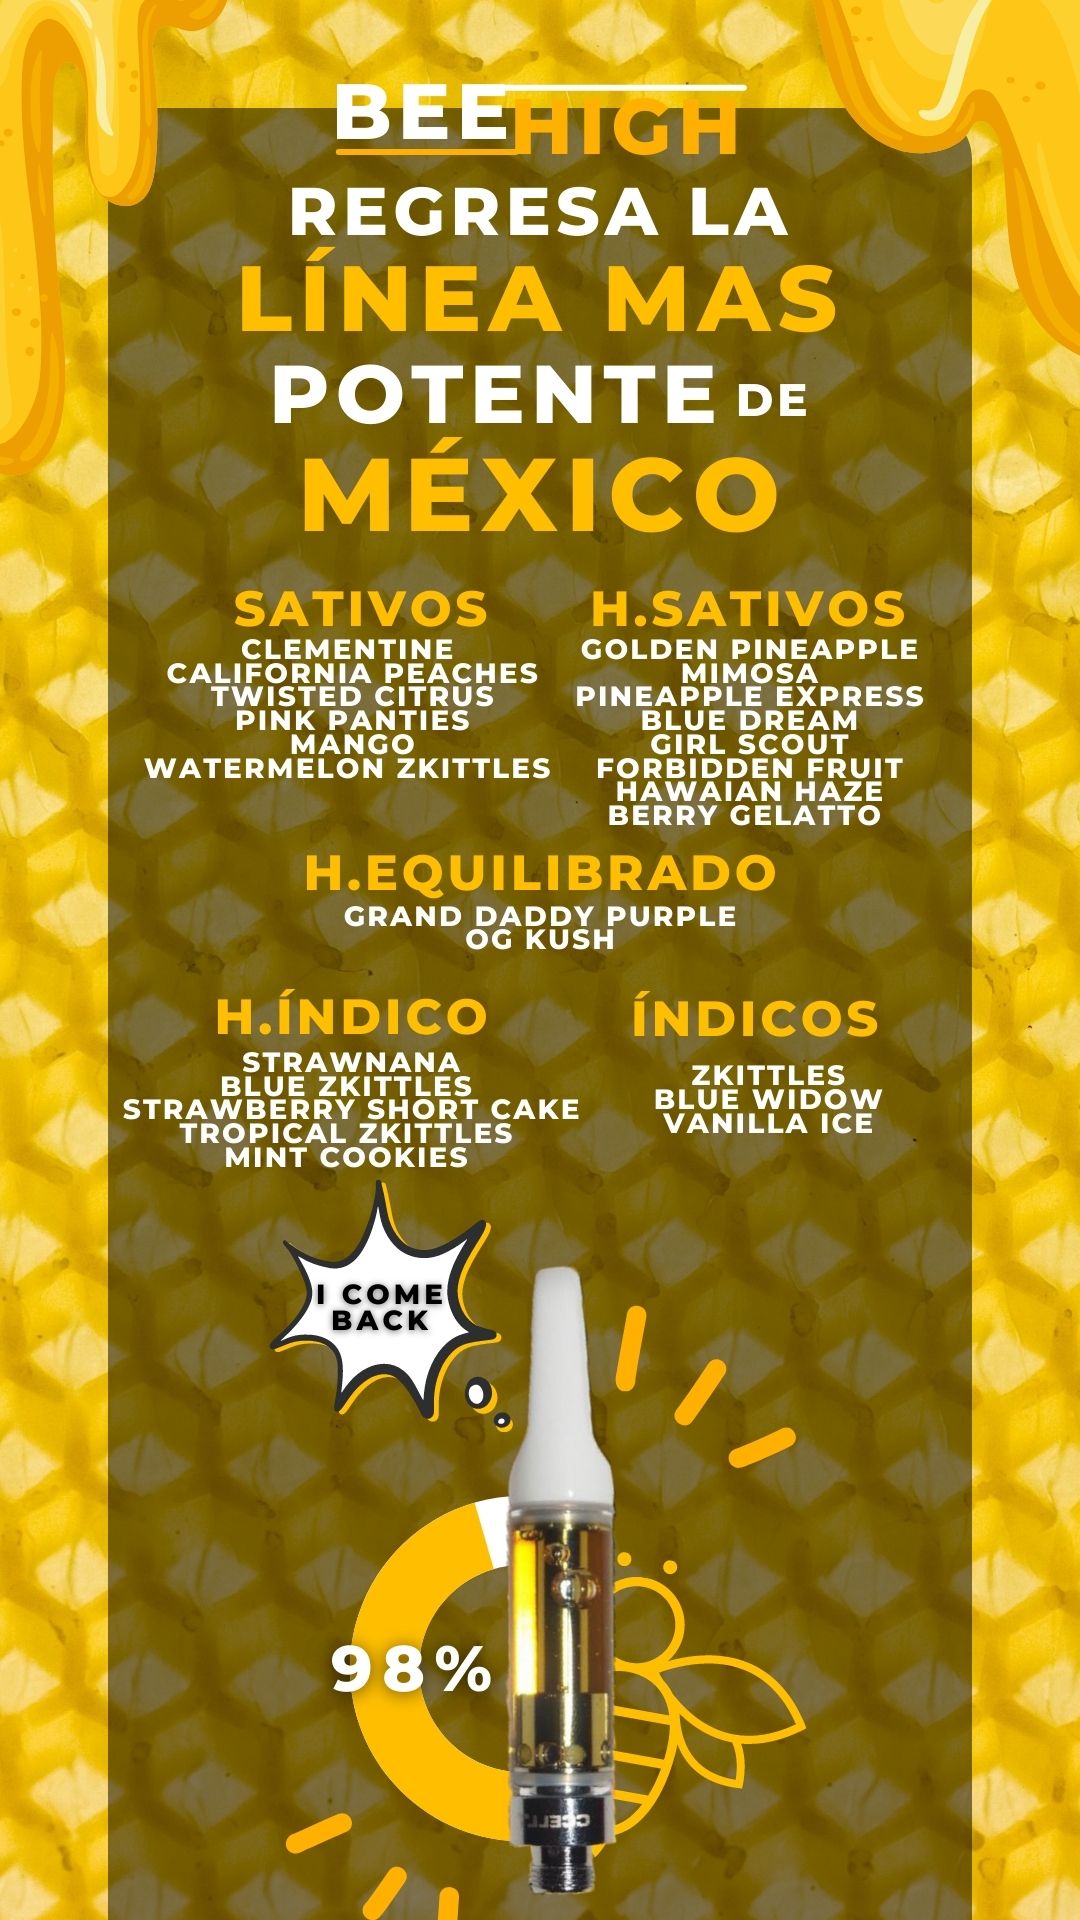 BEEHIGH
REGRESA LA
LÍNEA MAS
POTENTE DE
MÉXICO
SATIVOS
CLEMENTINE
CALIFORNIA PEACHES
TWISTED CITRUS
PINK PANTIES
MANGO
WATERMELON ZKITTLES
H.SATIVOS
GOLDEN PINEAPPLE
MIMOSA
PINEAPPLE EXPRESS
BLUE DREAM
GIRL SCOUT
FORBIDDEN FRUIT
HAWAIAN HAZE
BERRY GELATTO
H.EQUILIBRADO
GRAND DADDY PURPLE
OG KUSH
H.ÍNDICO
STRAWNANA
BLUE ZKITTLES
STRAWBERRY SHORT CAKE
TROPICAL ZKITTLES
MINT COOKIES
ÍNDICOS
ZKITTLES
BLUE WIDOW
VANILLA ICE
I COME
BACK
98%
CCELL